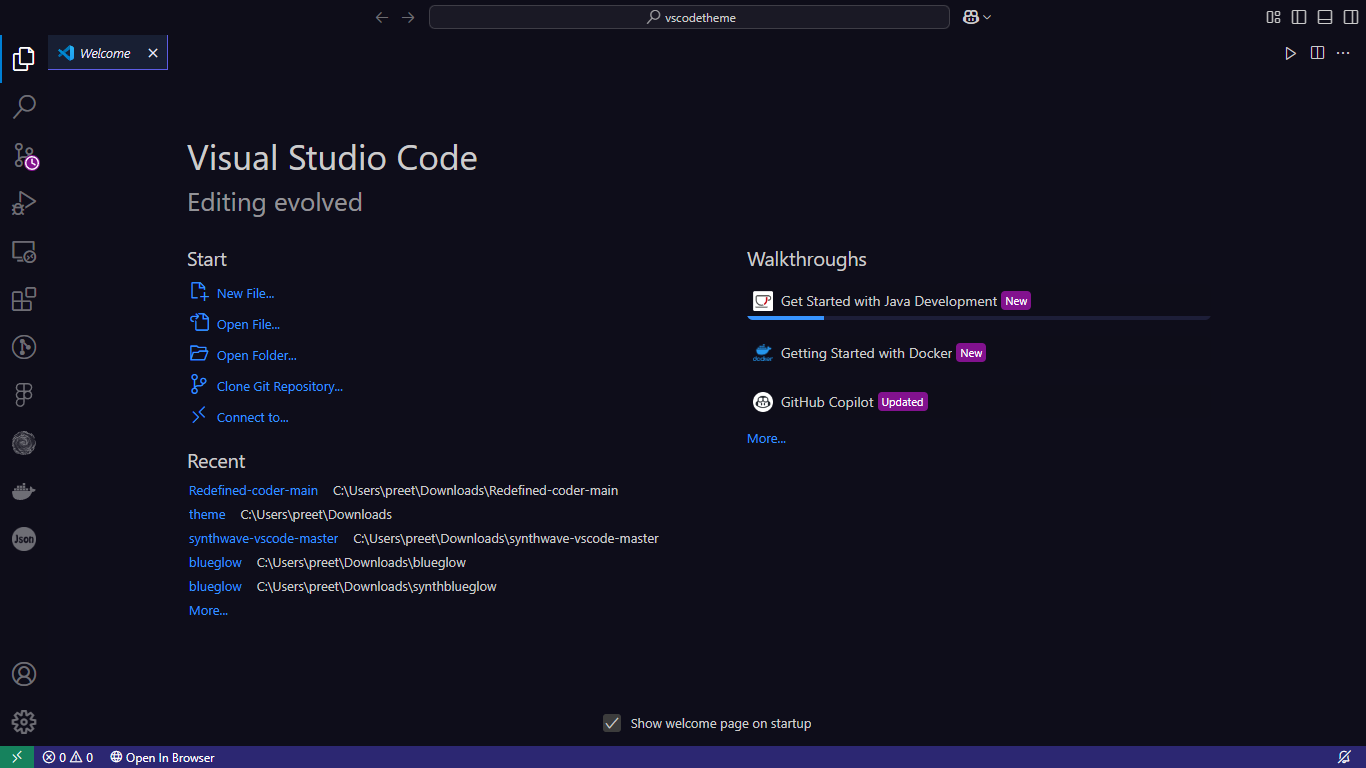 vscodetheme
Welcome
Visual Studio Code
Editing evolved
Start
New File...
Open File...
Open Folder...
Clone Git Repository...
Connect to...
Recent
Redefined-coder-main C:\Users\preet\Downloads\Redefined-coder-main
theme C:\Users\preet\Downloads
synthwave-vscode-master C:\Users\preet\Downloads\synthwave-vscode-master
blueglow C:\Users\preet\Downloads\blueglow
blueglow C:\Users\preet\Downloads\synthblueglow
More...
Walkthroughs
Get Started with Java Development New
docker
Getting Started with Docker New
GitHub Copilot Updated
More...
Json
Show welcome page on startup
0 0 Open In Browser